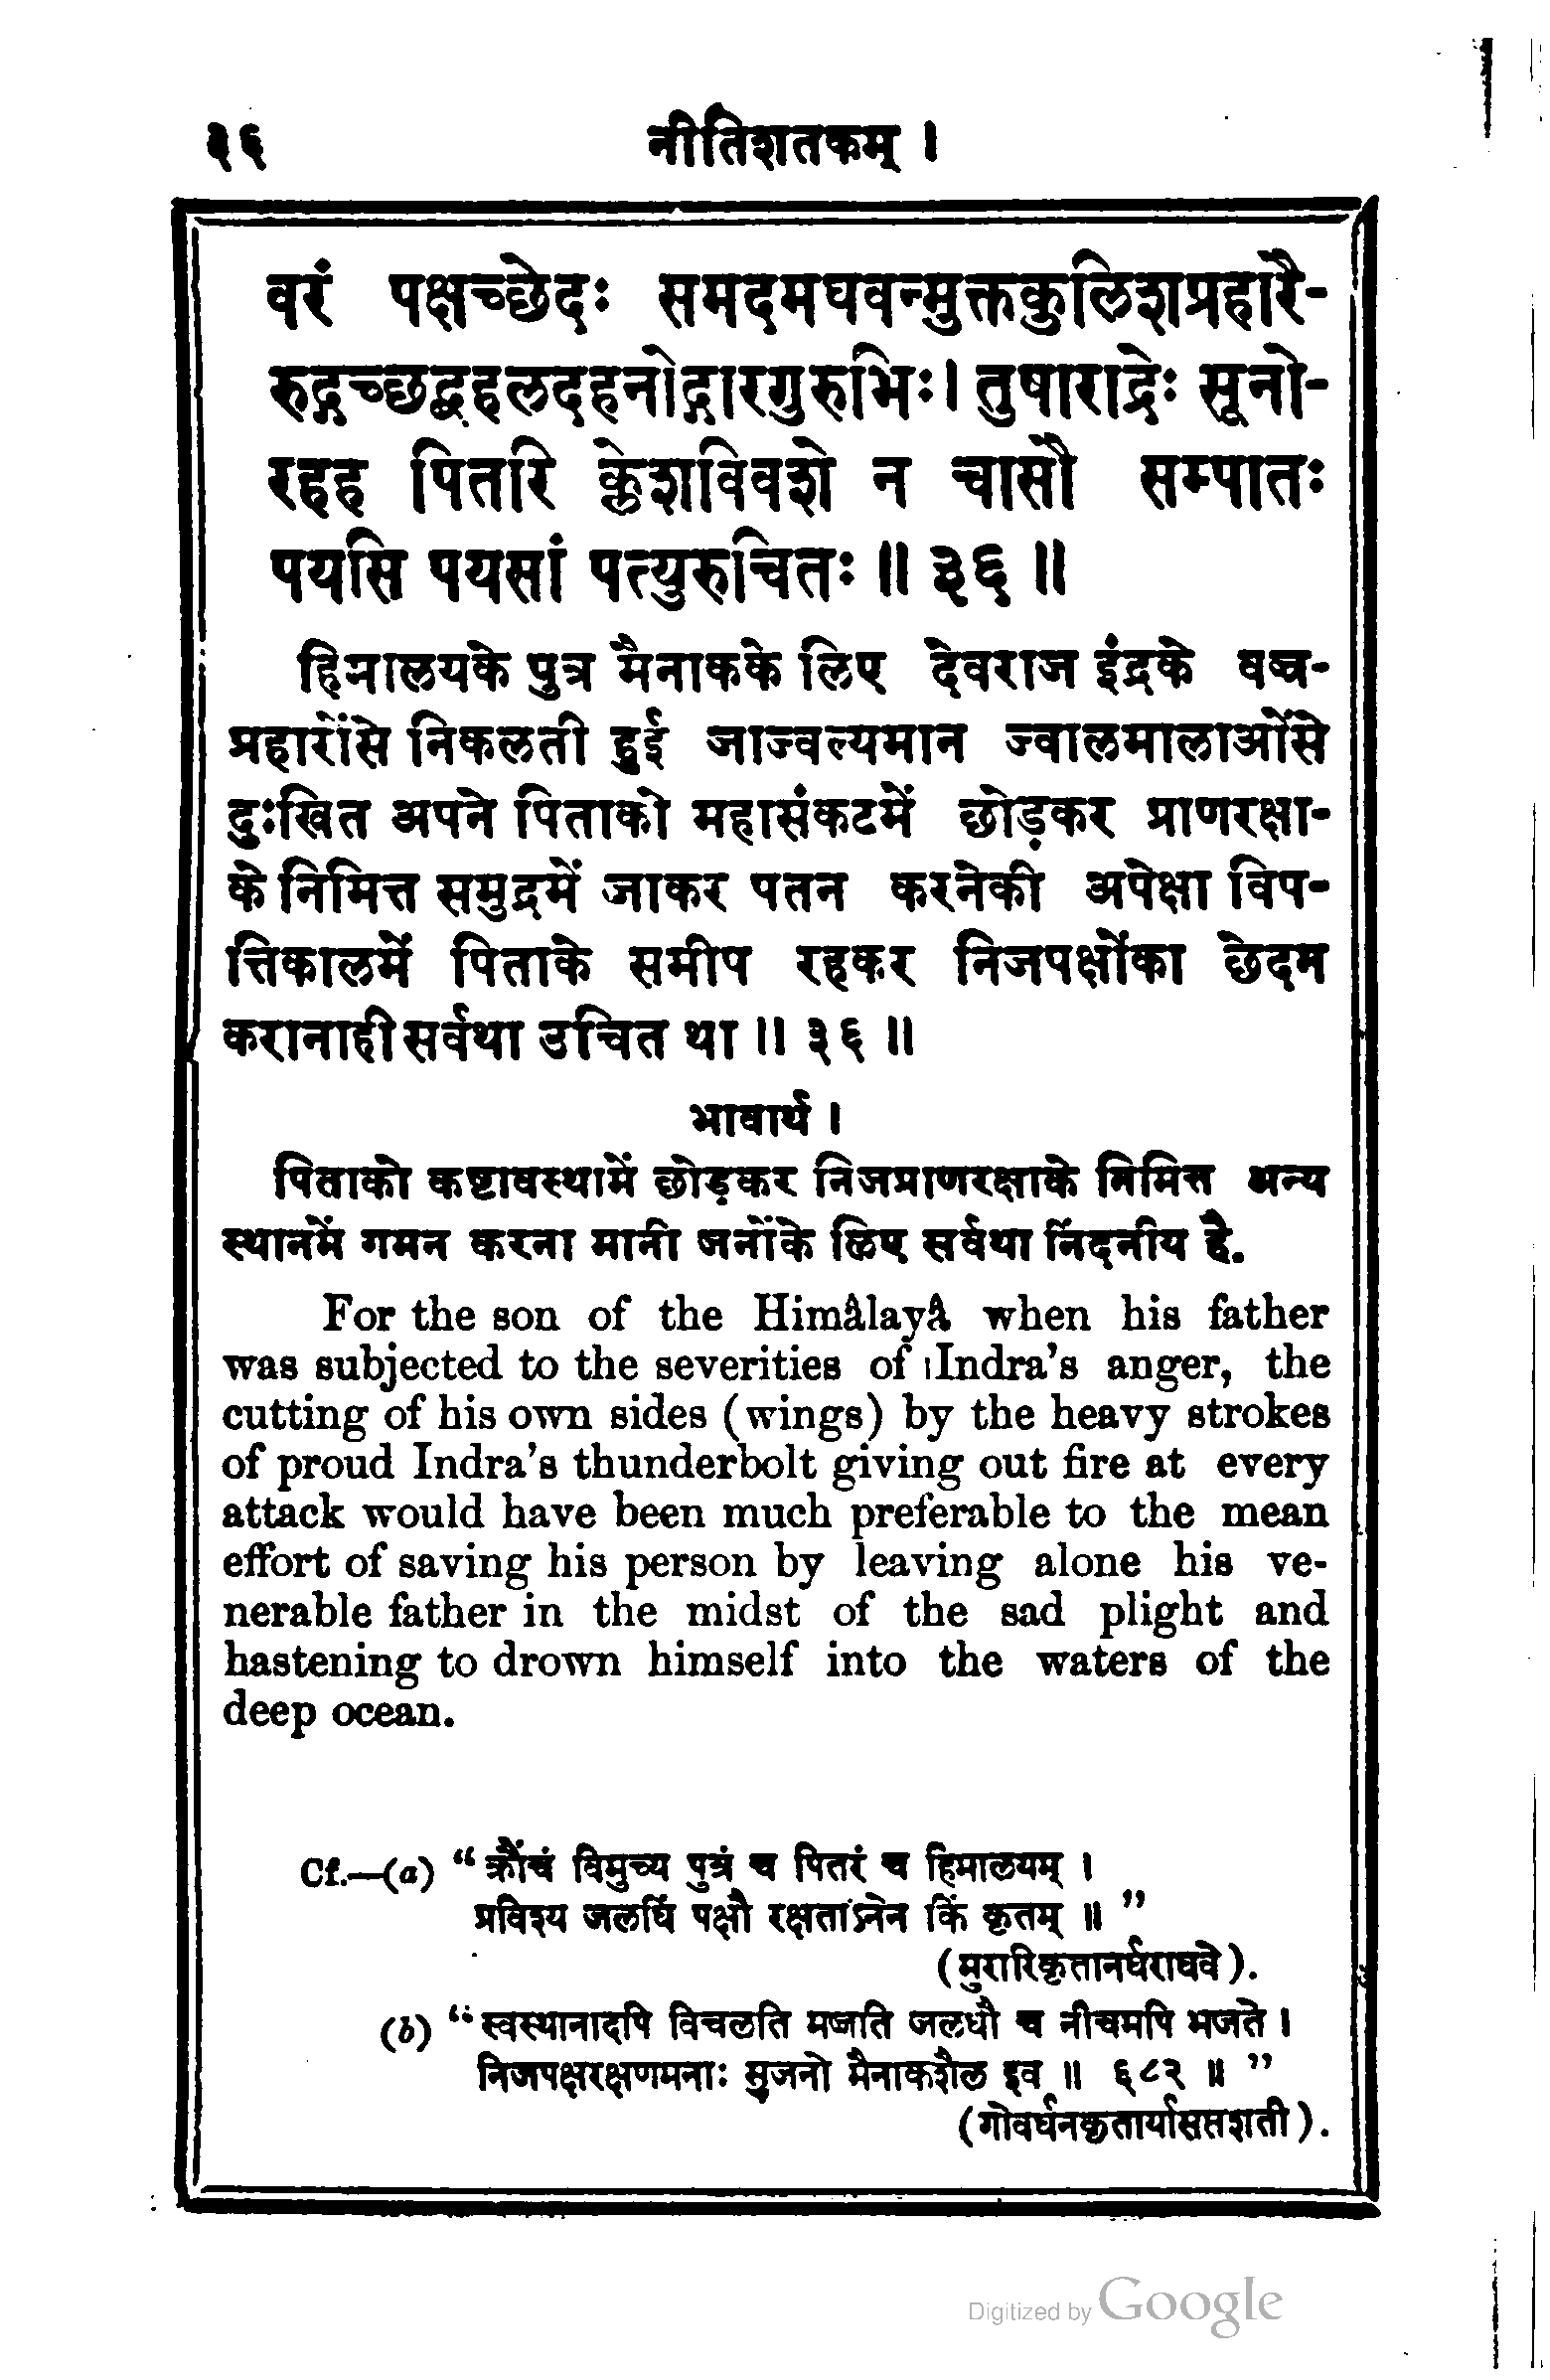 ३६ नीतिशतकम् ।
वरं पक्षच्छेदः समदमघवन्मुक्तकुलिशप्रहारै-
रुद्गच्छद्बहलदहनोद्गारगुरुभिः। तुषाराद्रेः सूनो-
रहह पितरि क्लेशविवशे न चासौ सम्पातः
पयसि पयसां पत्युरुचितः ॥ ३६ ॥
हिमालयके पुत्र मैनाकके लिए देवराज इंद्रके वज्र-
प्रहारोंसे निकलती हुई जाज्वल्यमान ज्वालमालाओंसे
दुःखित अपने पिताको महासंकटमें छोड़कर प्राणरक्षा-
के निमित्त समुद्रमें जाकर पतन करनेकी अपेक्षा विप-
त्तिकालमें पिताके समीप रहकर निजपक्षोंका छेदम
करानाही सर्वथा उचित था ॥ ३६ ॥
भावार्थ ।
पिताको कष्टावस्थामें छोड़कर निजप्राणरक्षाके निमित्त अन्य
स्थानमें गमन करना मानी जनोंके लिए सर्वथा निंदनीय है.
For the son of the Himâlayâ when his father
was subjected to the severities of Indra's anger, the
cutting of his own sides (wings) by the heavy strokes
of proud Indra's thunderbolt giving out fire at every
attack would have been much preferable to the mean
effort of saving his person by leaving alone his ve-
nerable father in the midst of the sad plight and
hastening to drown himself into the waters of the
deep ocean.
Cf.—(a) “ क्रौंचं विमुच्य पुत्रं च पितरं च हिमालयम् ।
प्रविश्य जलधिं पक्षौ रक्षताऽनेन किं कृतम् ॥ ”
(मुरारिकृतानर्घराघवे).
(b) “ स्वस्थानादपि विचलति मज्जति जलधौ च नीचमपि भजते ।
निजपक्षरक्षणमनाः सुजनो मैनाकशैल इव ॥ ६८२ ॥ ”
(गोवर्धनकृतार्यासप्तशती).
Digitized by Google